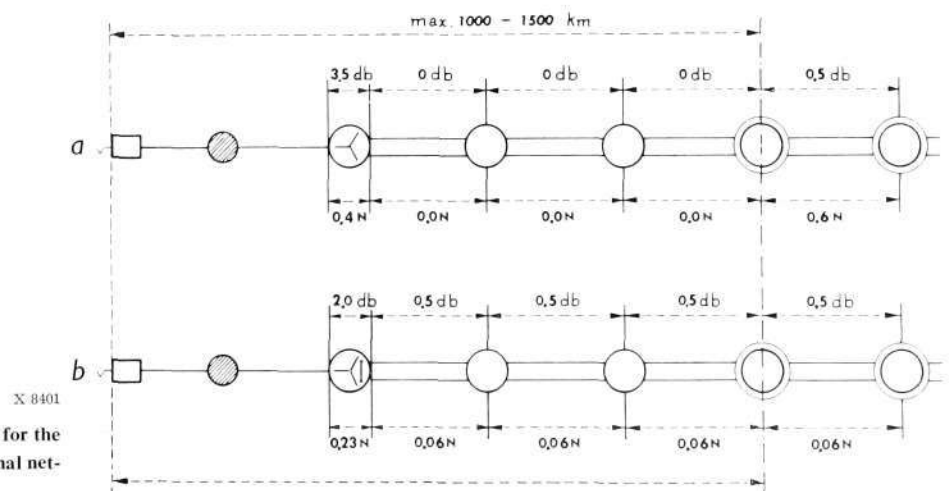 max. 1000 – 1500 km
3,5 db 0 db 0 db 0 db 0,5 db
a
0,4 N 0,0 N 0,0 N 0,0 N 0,6 N
2,0 db 0,5 db 0,5 db 0,5 db 0,5 db
b
X 8401
0,23 N 0,06 N 0,06 N 0,06 N 0,06 N
for the
nal net-